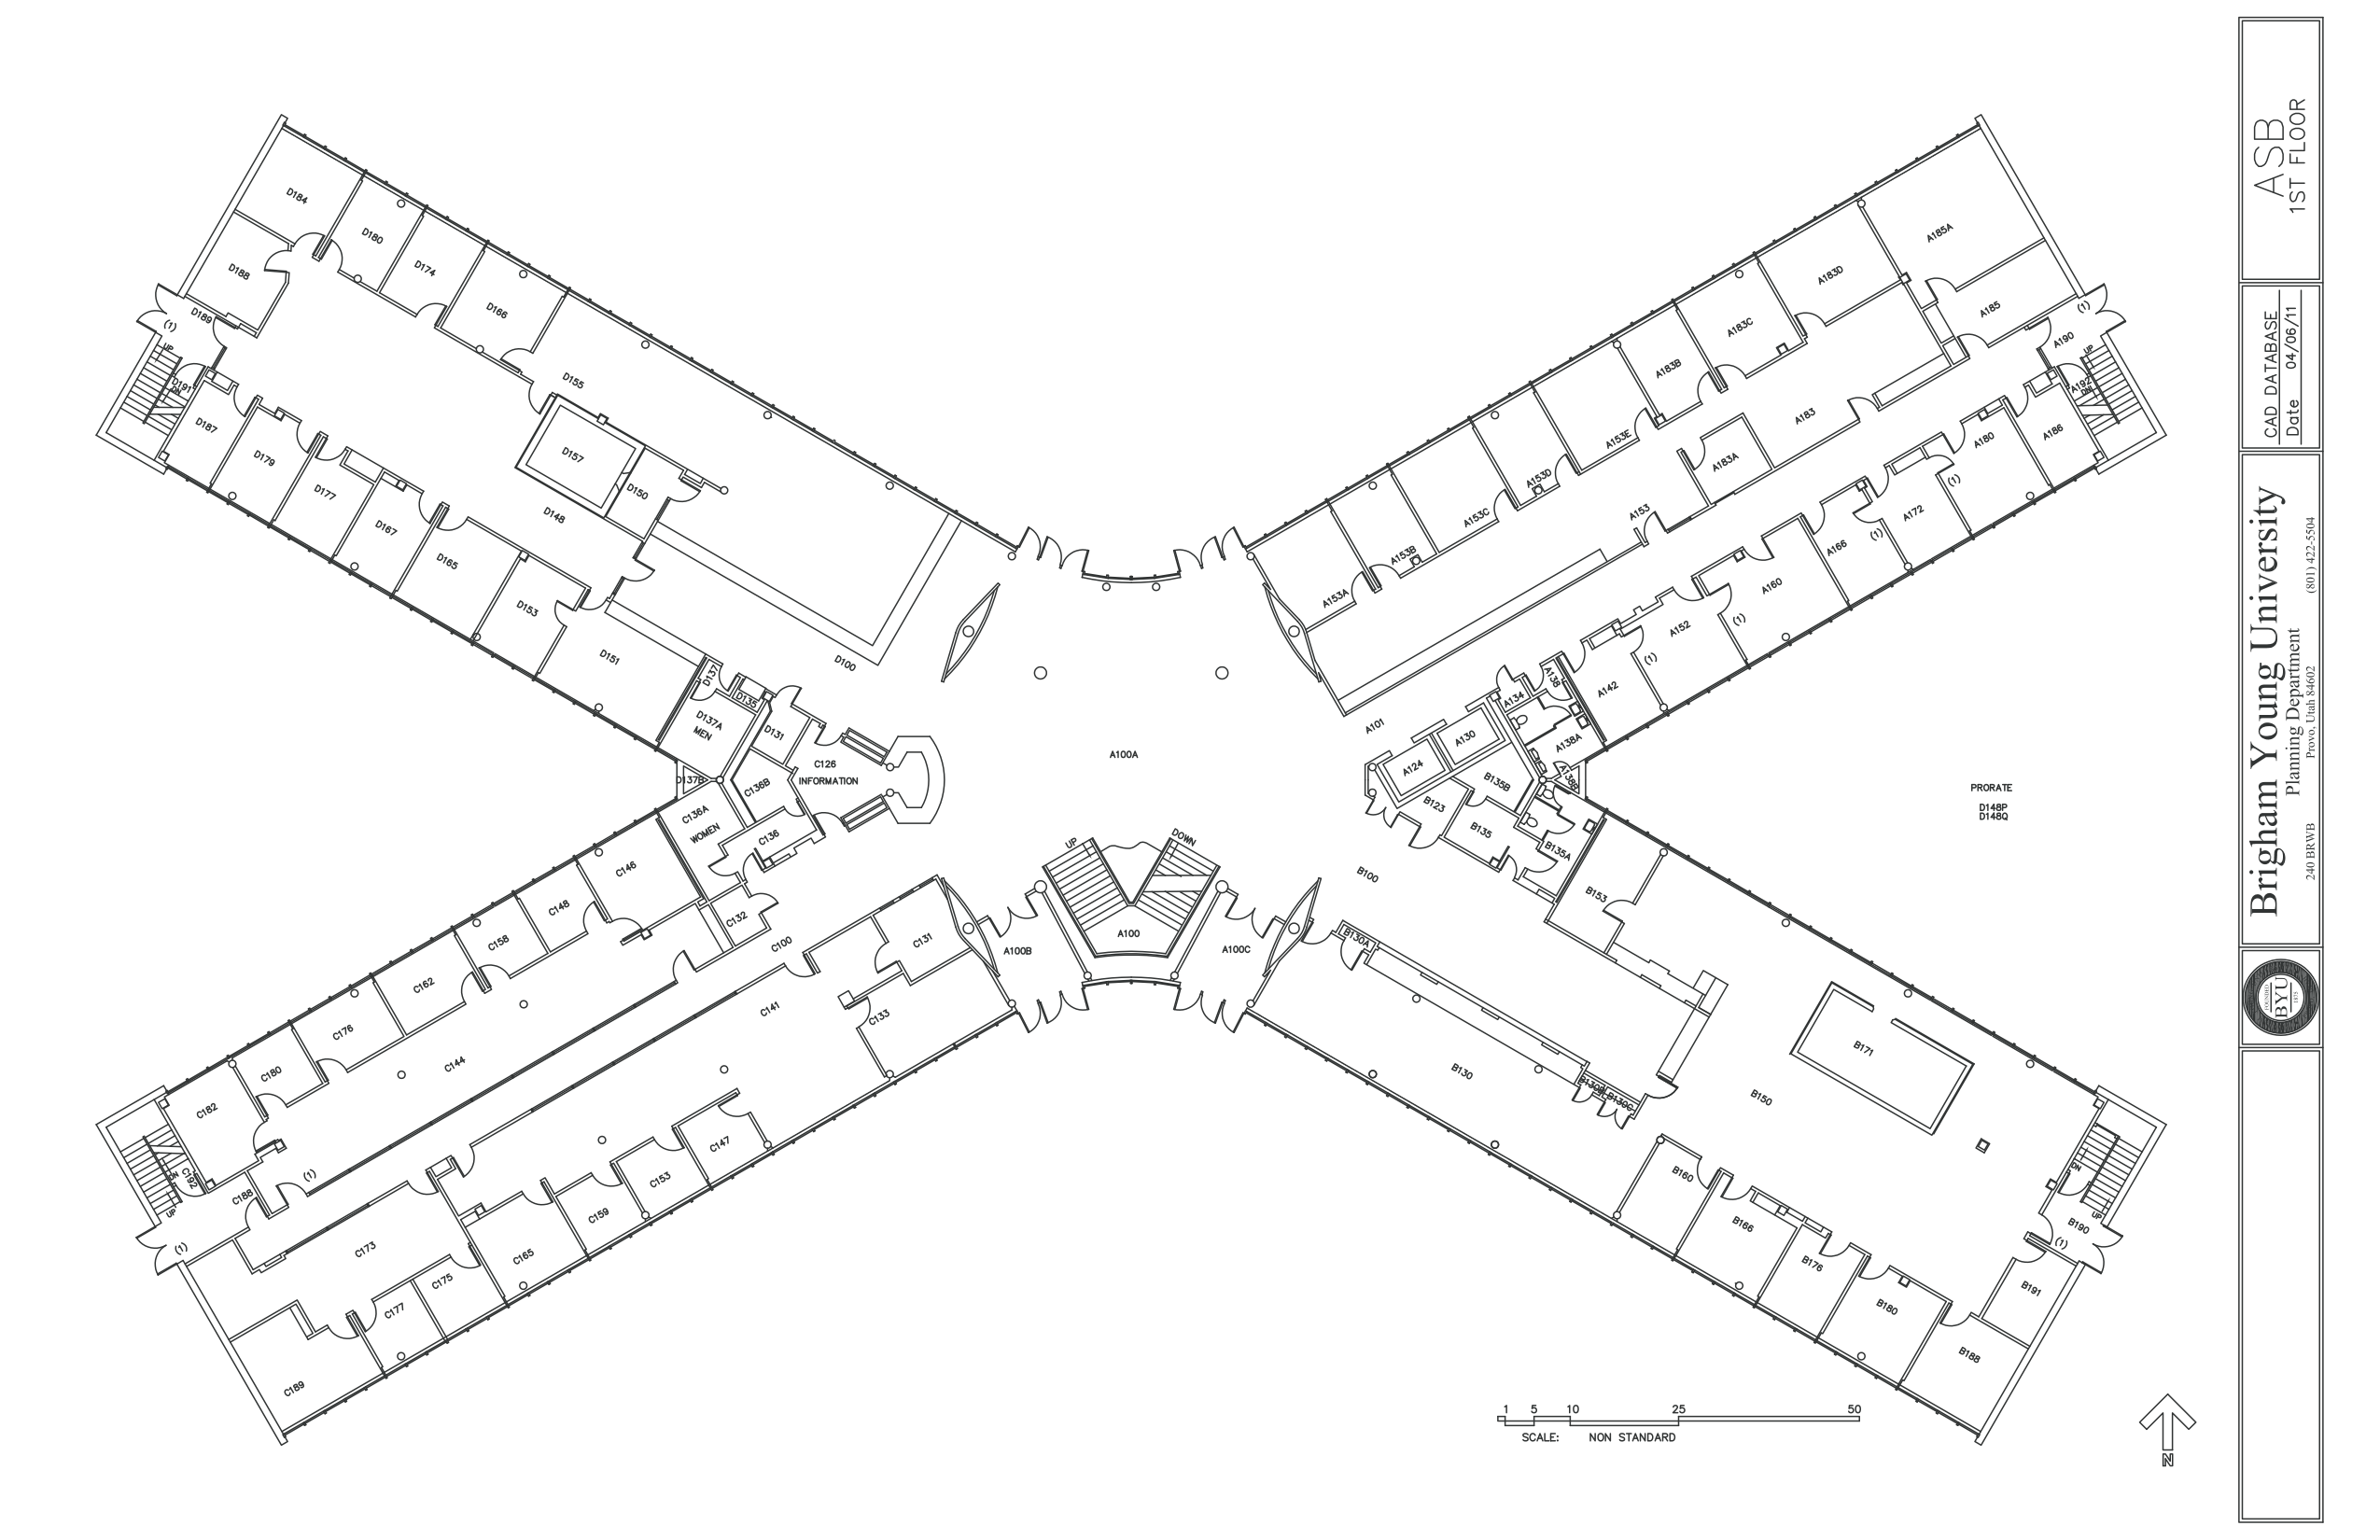 D184
D188
D180
D174
D166
D189
(1)
UP
D191
DN
D187
D179
D177
D167
D165
D153
D151
D155
D157
D150
D148
D100
D137
D135
D137A
MEN
D131
D137B
C126
INFORMATION
C136B
C136A
WOMEN
C136
C132
C146
C148
C158
C162
C176
C180
C182
C144
C100
C131
C133
C141
C188
C192
DN
UP
(1)
(1)
C173
C147
C153
C159
C165
C175
C177
C189
A100A
UP
DOWN
A100
A100B
A100C
A185A
A185
A183D
A183C
A183B
A183
A183A
A153E
A153D
A153C
A153B
A153A
A153
(1)
A190
UP
A192
DN
A186
A180
(1)
A172
(1)
A166
A160
(1)
A152
(1)
A142
A138
A134
A138A
A138B
A130
A124
A101
B135B
B123
B135
B135A
B100
B153
B130A
B130
B130B
B130C
B171
B150
B160
B166
B176
B180
B188
B191
B190
DN
UP
(1)
PRORATE
D148P
D148Q
1 5 10 25 50
SCALE: NON STANDARD
N
ASB
1ST FLOOR
CAD DATABASE
Date 04/06/11
Brigham Young University
Planning Department
240 BRWB Provo, Utah 84602 (801) 422-5504
FOUNDED
BYU
1875